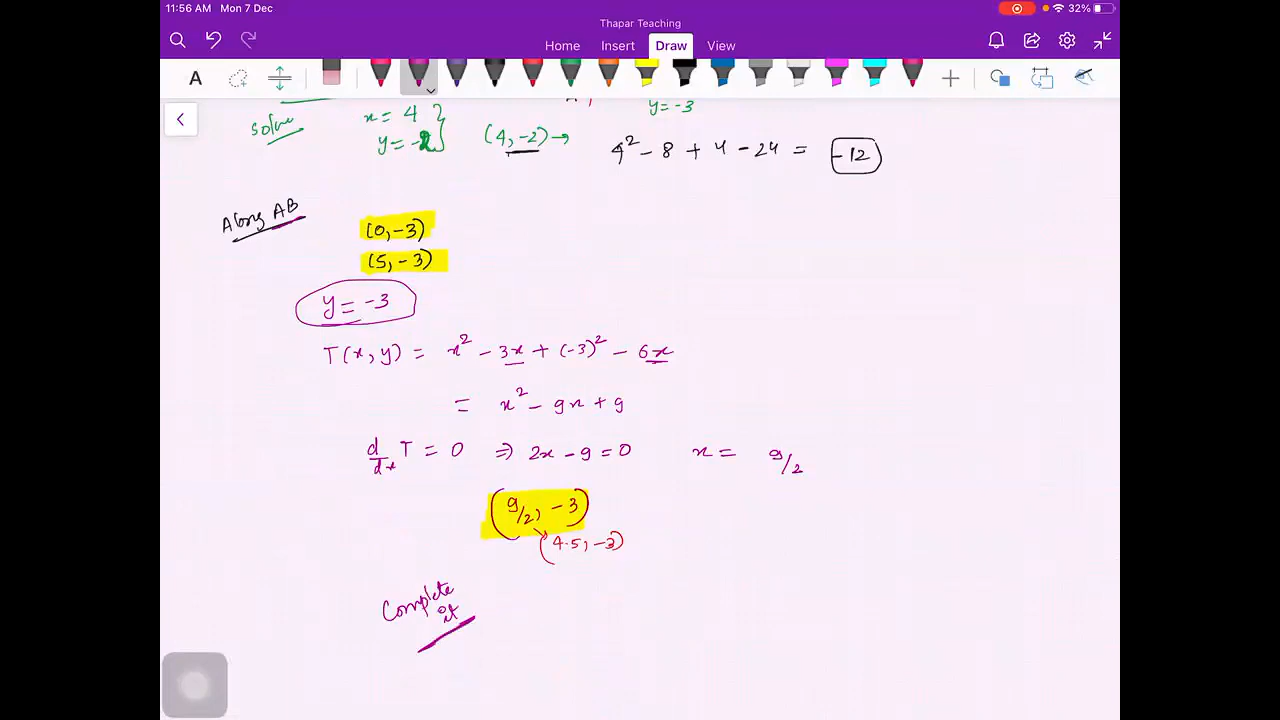 11:56 AM Mon 7 Dec
32%
Thapar Teaching
Home Insert Draw View
A
y = -3
solve
x = 4
y = -2
(4, -2) →
4² - 8 + 4 - 24 = -12
Along AB
(0, -3)
(5, -3)
y = -3
T(x, y) = x² - 3x + (-3)² - 6x
= x² - 9x + 9
d/dx T = 0 ⇒ 2x - 9 = 0 x = 9/2
(9/2, -3)
(4.5, -3)
Complete
it